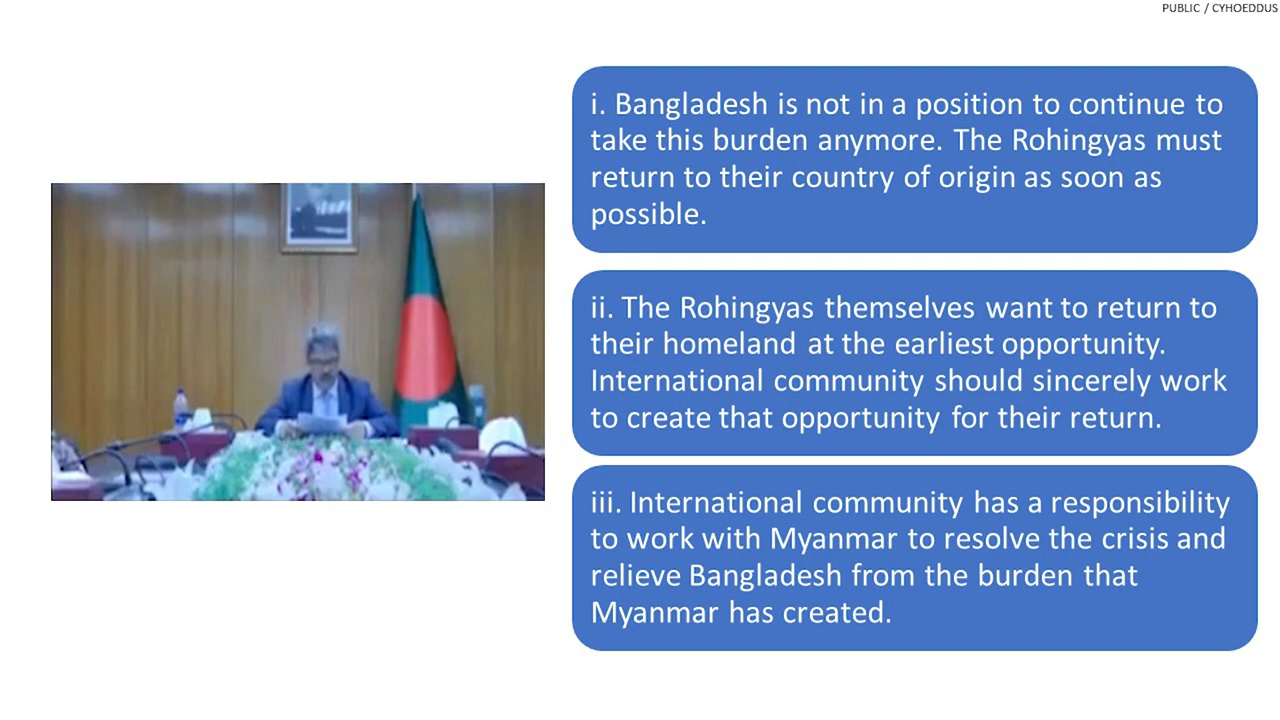 PUBLIC / CYHOEDDUS
i. Bangladesh is not in a position to continue to
take this burden anymore. The Rohingyas must
return to their country of origin as soon as
possible.
ii. The Rohingyas themselves want to return to
their homeland at the earliest opportunity.
International community should sincerely work
to create that opportunity for their return.
iii. International community has a responsibility
to work with Myanmar to resolve the crisis and
relieve Bangladesh from the burden that
Myanmar has created.